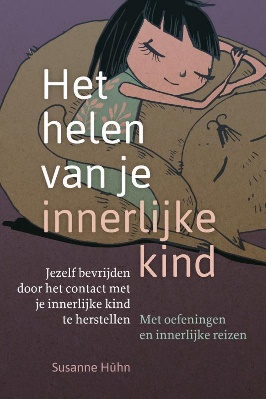 Het
helen
van je
innerlijke
kind
Jezelf bevrijden
door het contact met
je innerlijke kind
te herstellen
Met oefeningen
en innerlijke reizen
Susanne Hühn